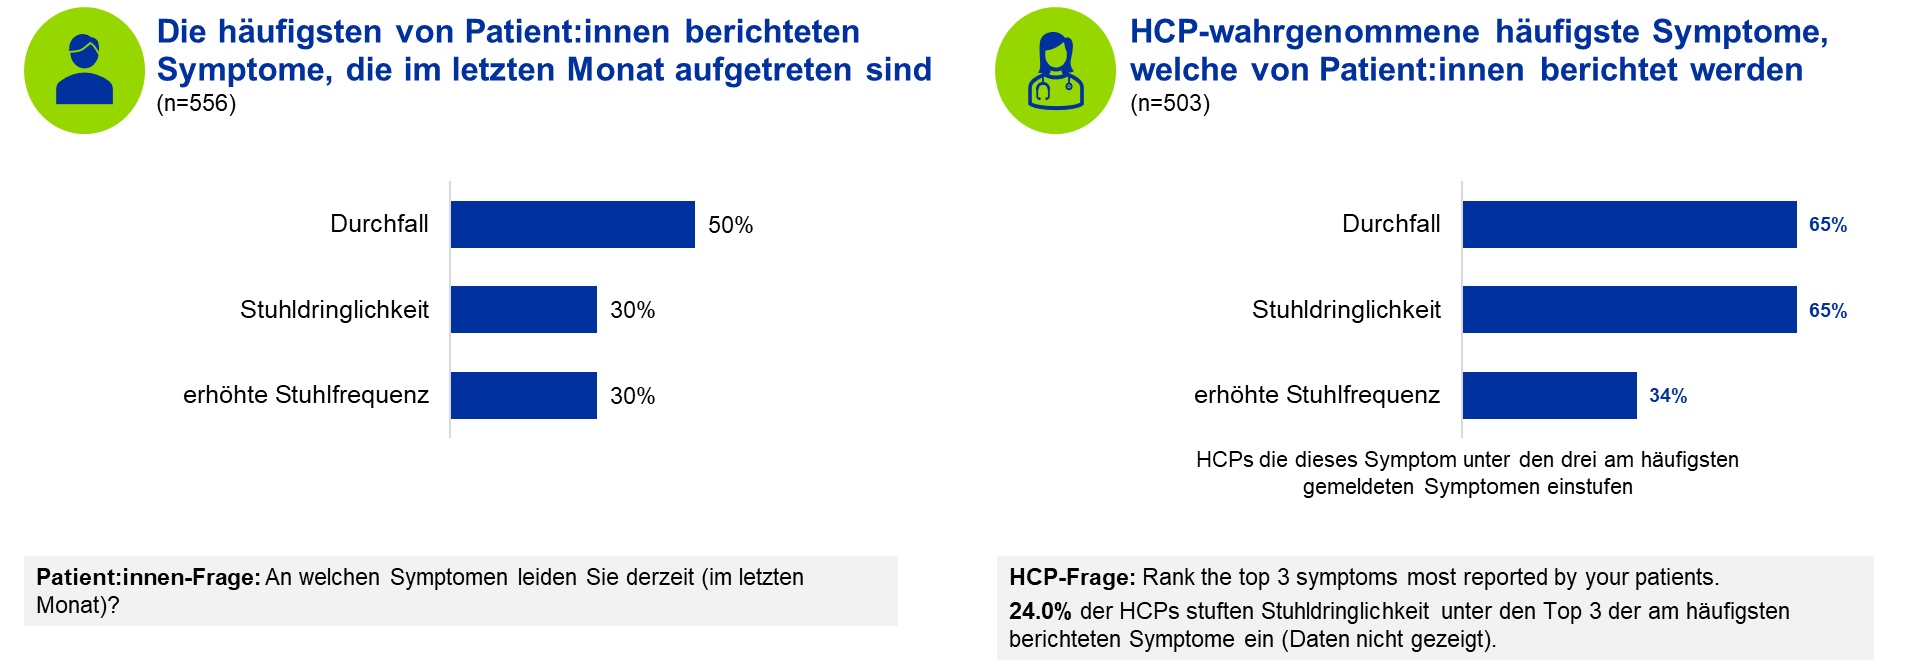 Die häufigsten von Patient:innen berichteten
Symptome, die im letzten Monat aufgetreten sind
(n=556)
Durchfall
50%
Stuhldringlichkeit
30%
erhöhte Stuhlfrequenz
30%
Patient:innen-Frage: An welchen Symptomen leiden Sie derzeit (im letzten
Monat)?
HCP-wahrgenommene häufigste Symptome,
welche von Patient:innen berichtet werden
(n=503)
Durchfall
65%
Stuhldringlichkeit
65%
erhöhte Stuhlfrequenz
34%
HCPs die dieses Symptom unter den drei am häufigsten
gemeldeten Symptomen einstufen
HCP-Frage: Rank the top 3 symptoms most reported by your patients.
24.0% der HCPs stuften Stuhldringlichkeit unter den Top 3 der am häufigsten
berichteten Symptome ein (Daten nicht gezeigt).